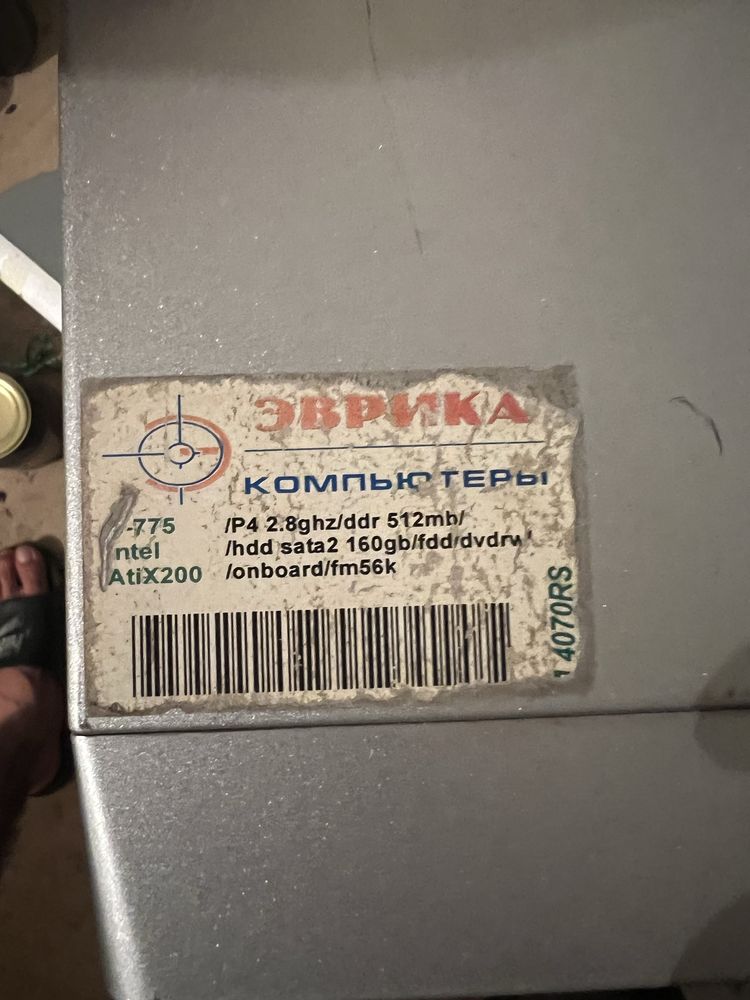 ЭВРИКА
КОМПЬЮТЕРЫ
-775 /P4 2.8ghz/ddr 512mb/
ntel /hdd sata2 160gb/fdd/dvdrw
AtiX200 /onboard/fm56k
14070RS